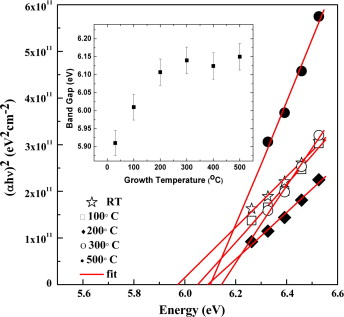 6x10¹¹
5x10¹¹
4x10¹¹
3x10¹¹
2x10¹¹
1x10¹¹
0
(αhν)² (eV²cm⁻²)
6.20
6.15
6.10
6.05
6.00
5.95
5.90
Band Gap (eV)
0 100 200 300 400 500
Growth Temperature (°C)
RT
100° C
200° C
300° C
500° C
fit
5.6 5.8 6.0 6.2 6.4 6.6
Energy (eV)